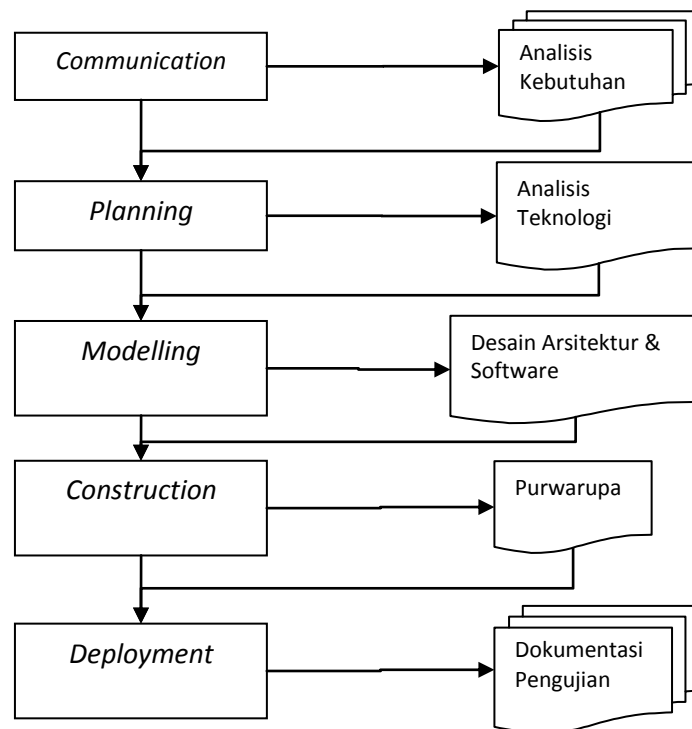 Communication
Analisis
Kebutuhan
Planning
Analisis
Teknologi
Modelling
Desain Arsitektur &
Software
Construction
Purwarupa
Deployment
Dokumentasi
Pengujian